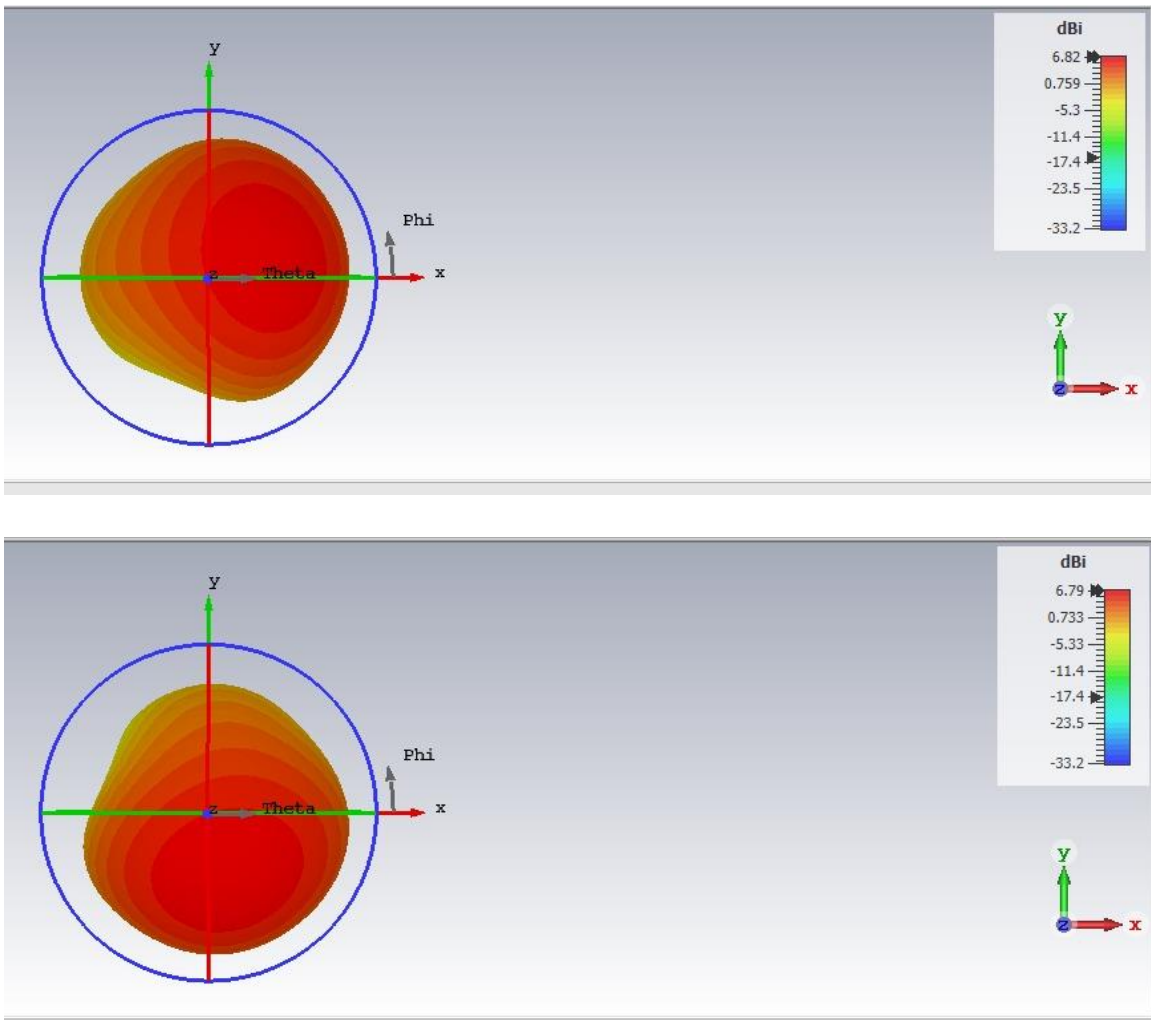 dBi
y
6.82
0.759
-5.3
-11.4
-17.4
-23.5
-33.2
Phi
z Theta x
y
z x
dBi
y
6.79
0.733
-5.33
-11.4
-17.4
-23.5
-33.2
Phi
z Theta x
y
z x